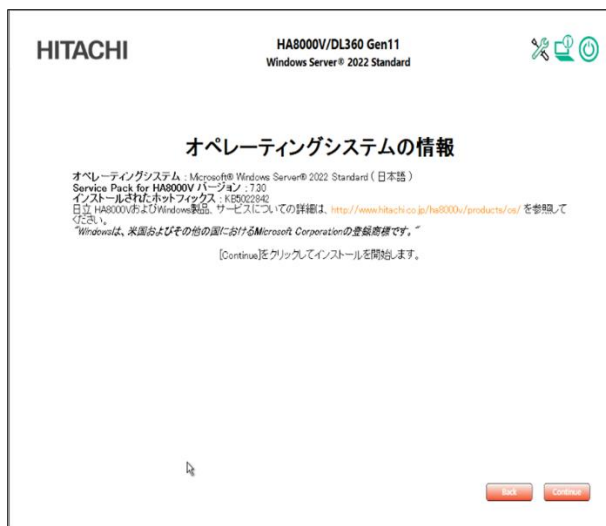 HITACHI
HA8000V/DL360 Gen11
Windows Server® 2022 Standard
オペレーティングシステムの情報
オペレーティングシステム : Microsoft® Windows Server® 2022 Standard ( 日本語 )
Service Pack for HA8000V バージョン : 7.30
インストールされたホットフィックス : KB5022842
日立 HA8000VおよびWindows製品、サービスについての詳細は、http://www.hitachi.co.jp/ha8000v/products/os/ を参照して
ください。
"Windowsは、米国およびその他の国におけるMicrosoft Corporationの登録商標です。"
[Continue]をクリックしてインストールを開始します。
Back
Continue